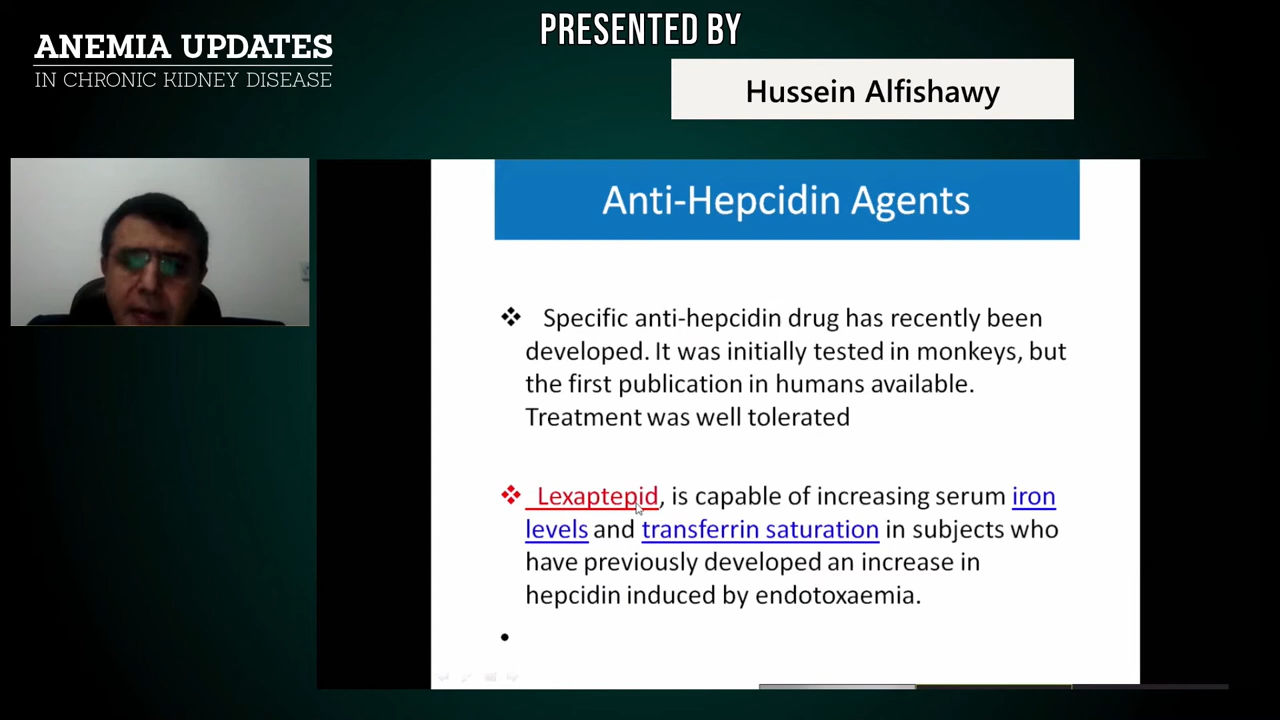 PRESENTED BY
ANEMIA UPDATES
IN CHRONIC KIDNEY DISEASE
Hussein Alfishawy
Anti-Hepcidin Agents
❖ Specific anti-hepcidin drug has recently been
developed. It was initially tested in monkeys, but
the first publication in humans available.
Treatment was well tolerated
❖ Lexaptepid, is capable of increasing serum iron
levels and transferrin saturation in subjects who
have previously developed an increase in
hepcidin induced by endotoxaemia.
•